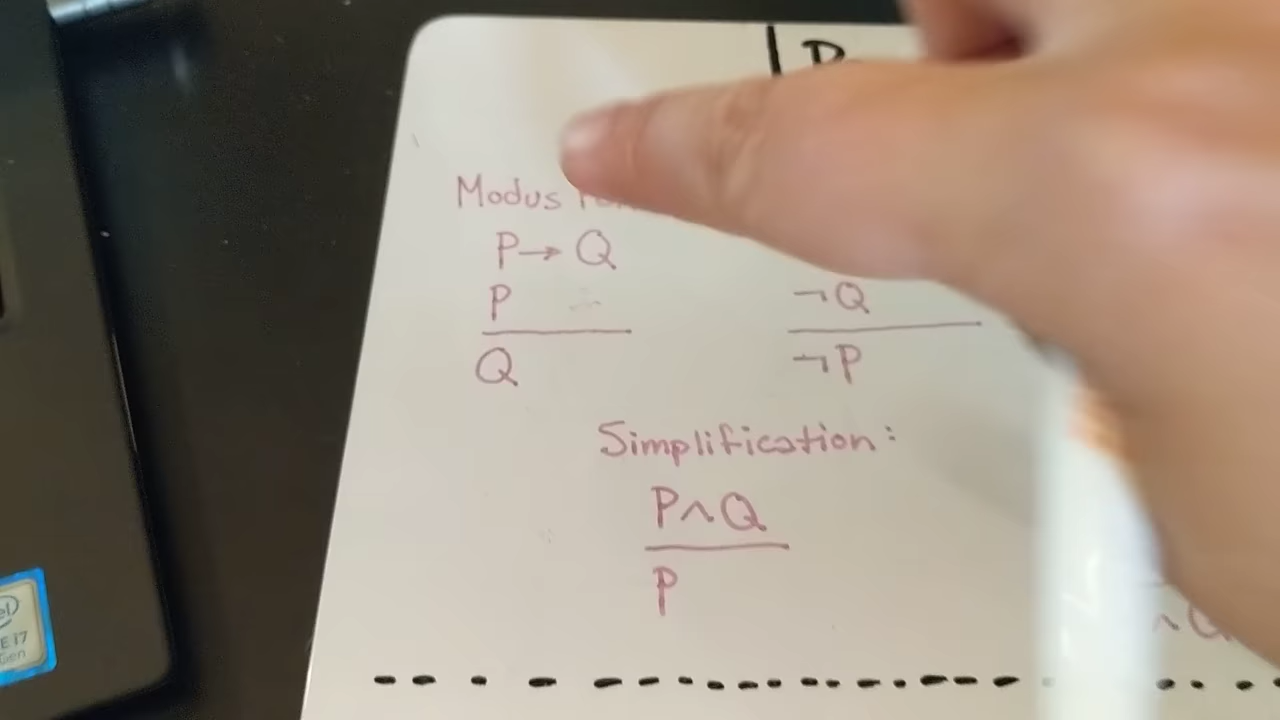 Modus
P→ Q
P
Q
¬Q
¬P
Simplification:
P∧Q
P